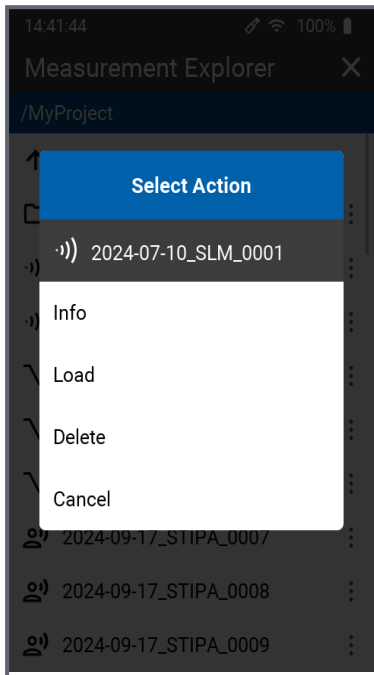 14:41:44 100%
Measurement Explorer
/MyProject
Select Action
2024-07-10_SLM_0001
Info
Load
Delete
Cancel
2024-09-17_STIPA_0007
2024-09-17_STIPA_0008
2024-09-17_STIPA_0009